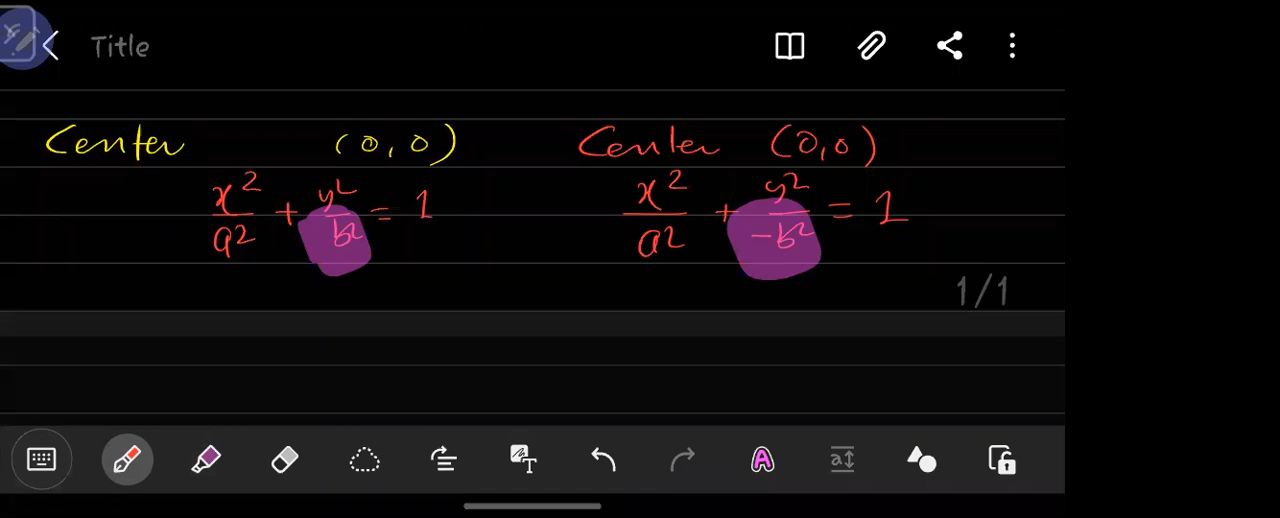 Title
Center (0,0) Center (0,0)
x²/a² + y²/b² = 1 x²/a² + y²/-b² = 1
1/1
T A a